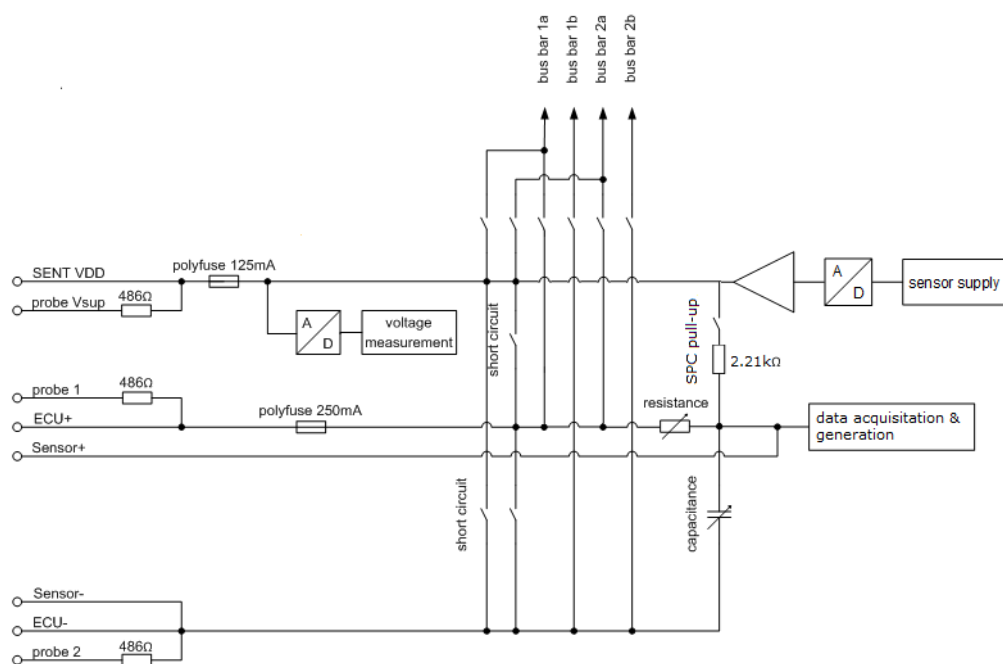 bus bar 1a
bus bar 1b
bus bar 2a
bus bar 2b
SENT VDD
polyfuse 125mA
probe Vsup
486Ω
A
D
voltage
measurement
short circuit
SPC pull-up
2.21kΩ
A
D
sensor supply
probe 1
486Ω
ECU+
polyfuse 250mA
resistance
data acquisitation &
generation
Sensor+
short circuit
capacitance
Sensor-
ECU-
probe 2
486Ω